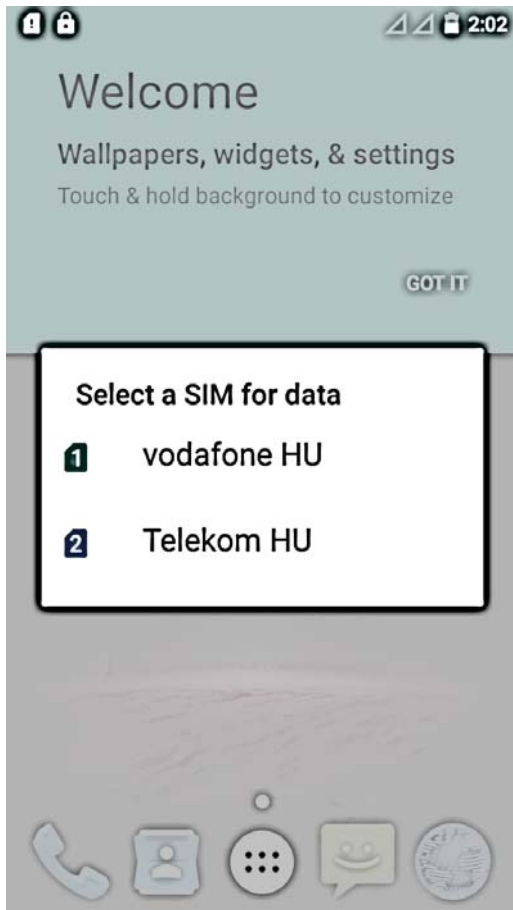 2:02
Welcome
Wallpapers, widgets, & settings
Touch & hold background to customize
GOT IT
Select a SIM for data
1 vodafone HU
2 Telekom HU